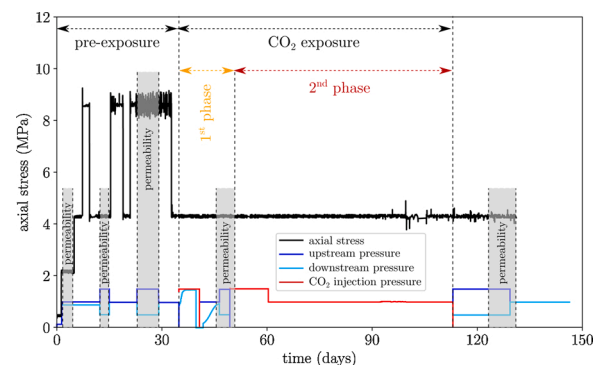 12
10
8
6
4
2
0
axial stress (MPa)
pre-exposure
CO₂ exposure
1st phase
2nd phase
permeability
permeability
permeability
permeability
permeability
axial stress
upstream pressure
downstream pressure
CO₂ injection pressure
0
30
60
90
120
150
time (days)